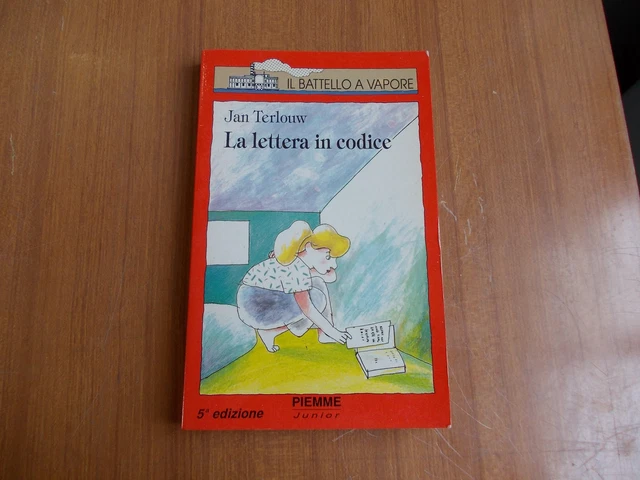 IL BATTELLO A VAPORE
Jan Terlouw
La lettera in codice
5ª edizione
PIEMME
Junior